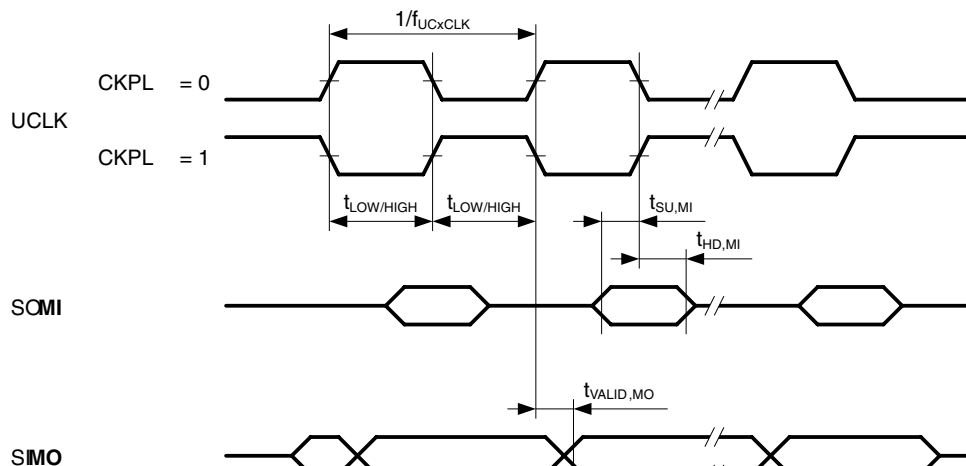 1/fUCxCLK
CKPL = 0
UCLK
CKPL = 1
tLOW/HIGH tLOW/HIGH
tSU,MI
tHD,MI
SOMI
tVALID,MO
SIMO